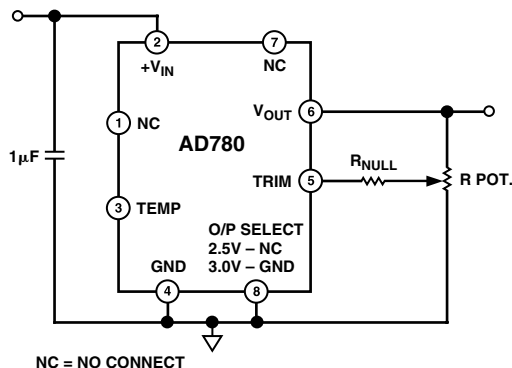 2
7
+VIN
NC
1
NC
VOUT
6
AD780
1µF
RNULL
TRIM
5
R POT.
3
TEMP
O/P SELECT
2.5V – NC
GND
3.0V – GND
4
8
NC = NO CONNECT